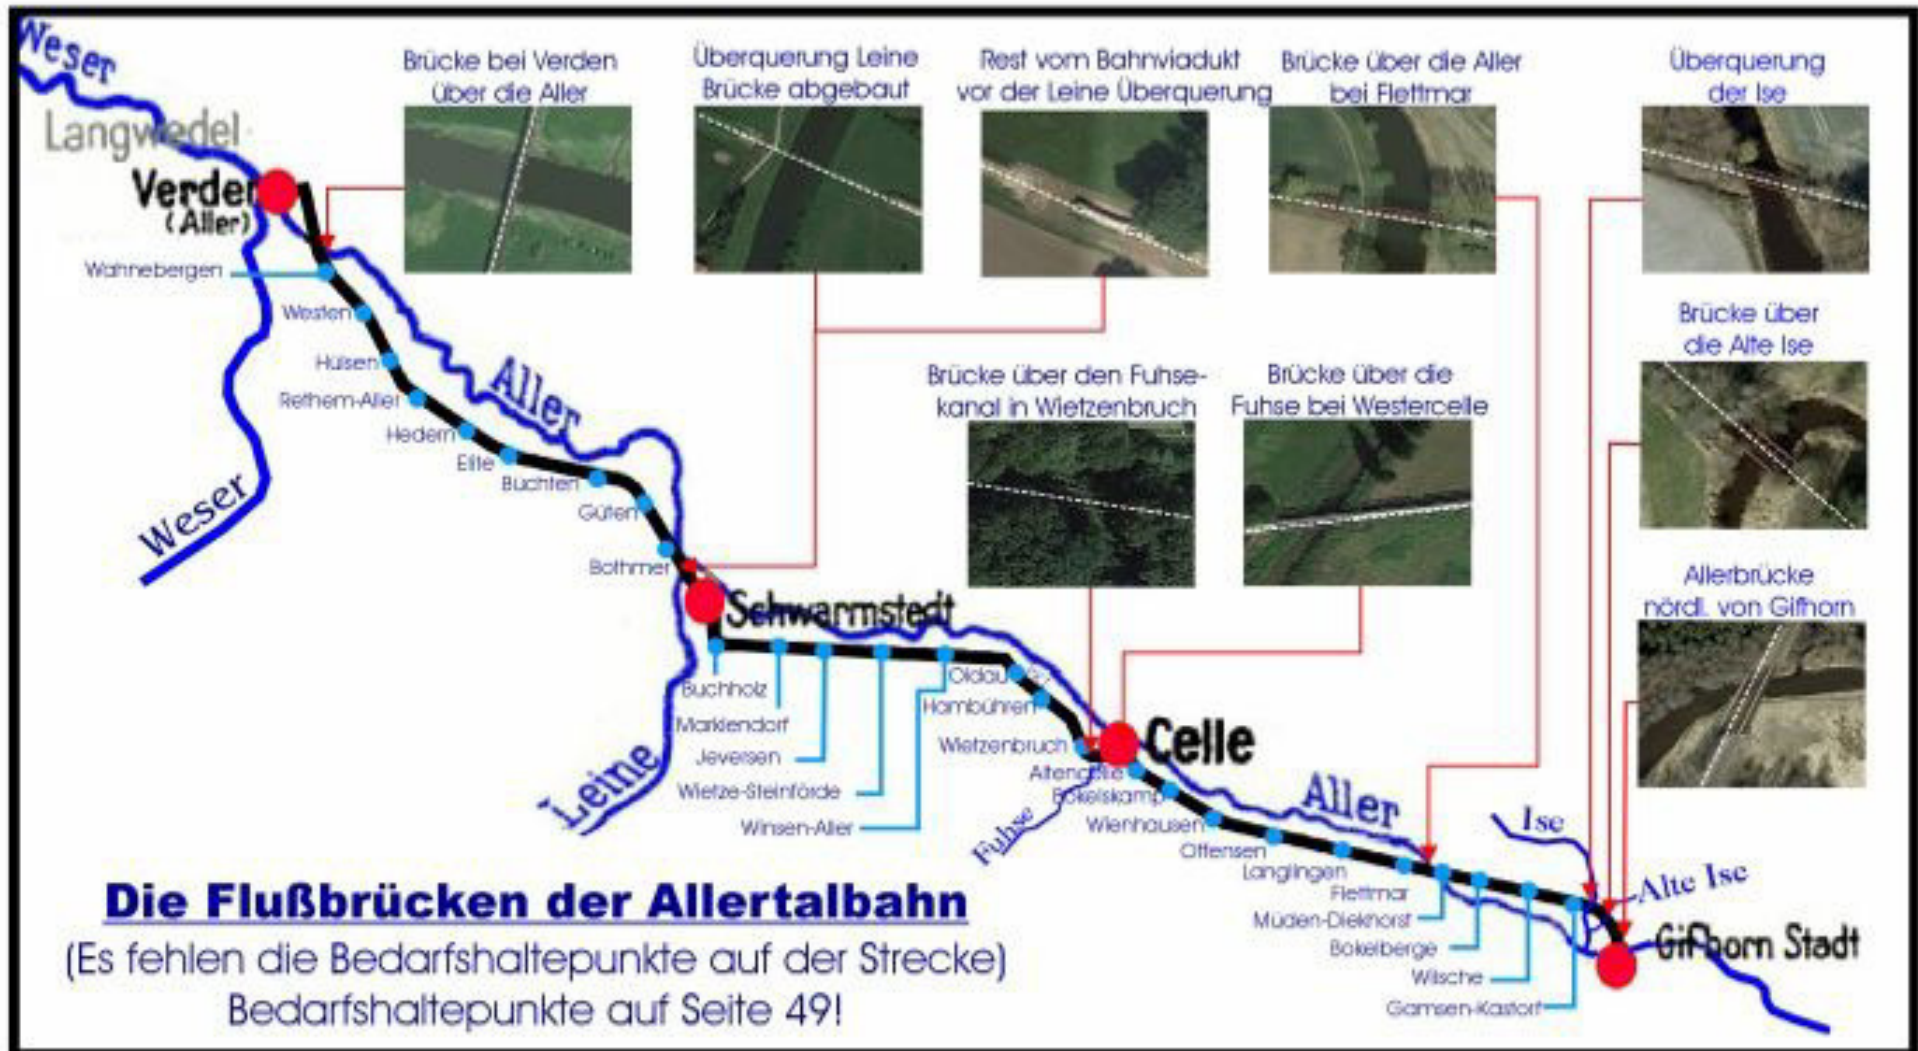 Weser
Langwedel
Verden
(Aller)
Brücke bei Verden
über die Aller
Überquerung Leine
Brücke abgebaut
Rest vom Bahnviadukt
vor der Leine Überquerung
Brücke über die Aller
bei Flettmar
Überquerung
der Ise
Wahnebergen
Westen
Hülsen
Rethem-Aller
Hedern
Eilte
Büchten
Gilten
Bothmer
Aller
Weser
Brücke über den Fuhse-
kanal in Wietzenbruch
Brücke über die
Fuhse bei Westercelle
Brücke über
die Alte Ise
Allerbrücke
nördl. von Gifhorn
Schwarmstedt
Buchholz
Marklendorf
Jeversen
Wietze-Steinförde
Winsen-Aller
Oldau
Hambühren
Wietzenbruch
Celle
Altencelle
Bokelskamp
Wienhausen
Offensen
Langlingen
Flettmar
Müden-Diekhorst
Bokelberge
Wilsche
Gamsen-Kastorf
Leine
Fuhse
Aller
Ise
Alte Ise
Gifhorn Stadt
Die Flußbrücken der Allertalbahn
(Es fehlen die Bedarfshaltepunkte auf der Strecke)
Bedarfshaltepunkte auf Seite 49!